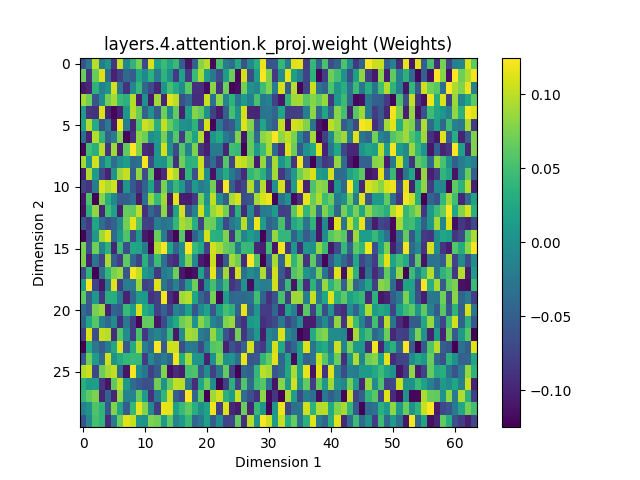 layers.4.attention.k_proj.weight (Weights)
0
5
10
15
20
25
Dimension 2
0 10 20 30 40 50 60
Dimension 1
0.10
0.05
0.00
−0.05
−0.10